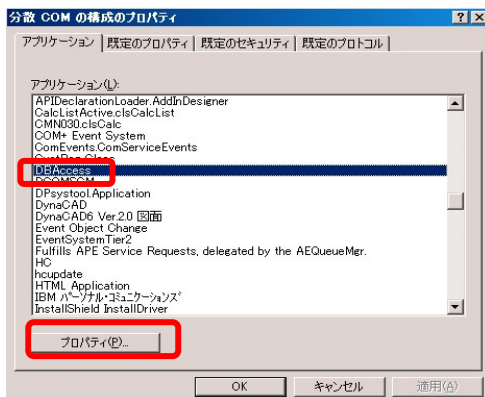 分散 COM の構成のプロパティ
アプリケーション 既定のプロパティ 既定のセキュリティ 既定のプロトコル
アプリケーション(L):
APIDeclarationLoader.AddInDesigner
CalcListActive.clsCalcList
CMN030.clsCalc
COM+ Event System
ComEvents.ComServiceEvents
DBAccess
DCOMSCM
DPsystool.Application
DynaCAD
DynaCAD6 Ver.2.0 図面
Event Object Change
EventSystemTier2
Fulfills APE Service Requests, delegated by the AEQueueMgr.
HC
hcupdate
HTML Application
IBM パーソナル・コミュニケーションズ
InstallShield InstallDriver
プロパティ(P)...
OK キャンセル 適用(A)